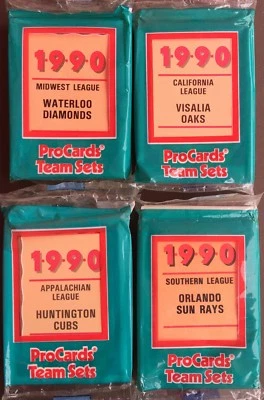 1990
MIDWEST LEAGUE
WATERLOO
DIAMONDS
ProCards®
Team Sets
1990
CALIFORNIA
LEAGUE
VISALIA
OAKS
ProCards®
Team Sets
1990
APPALACHIAN
LEAGUE
HUNTINGTON
CUBS
ProCards®
Team Sets
1990
SOUTHERN LEAGUE
ORLANDO
SUN RAYS
ProCards®
Team Sets